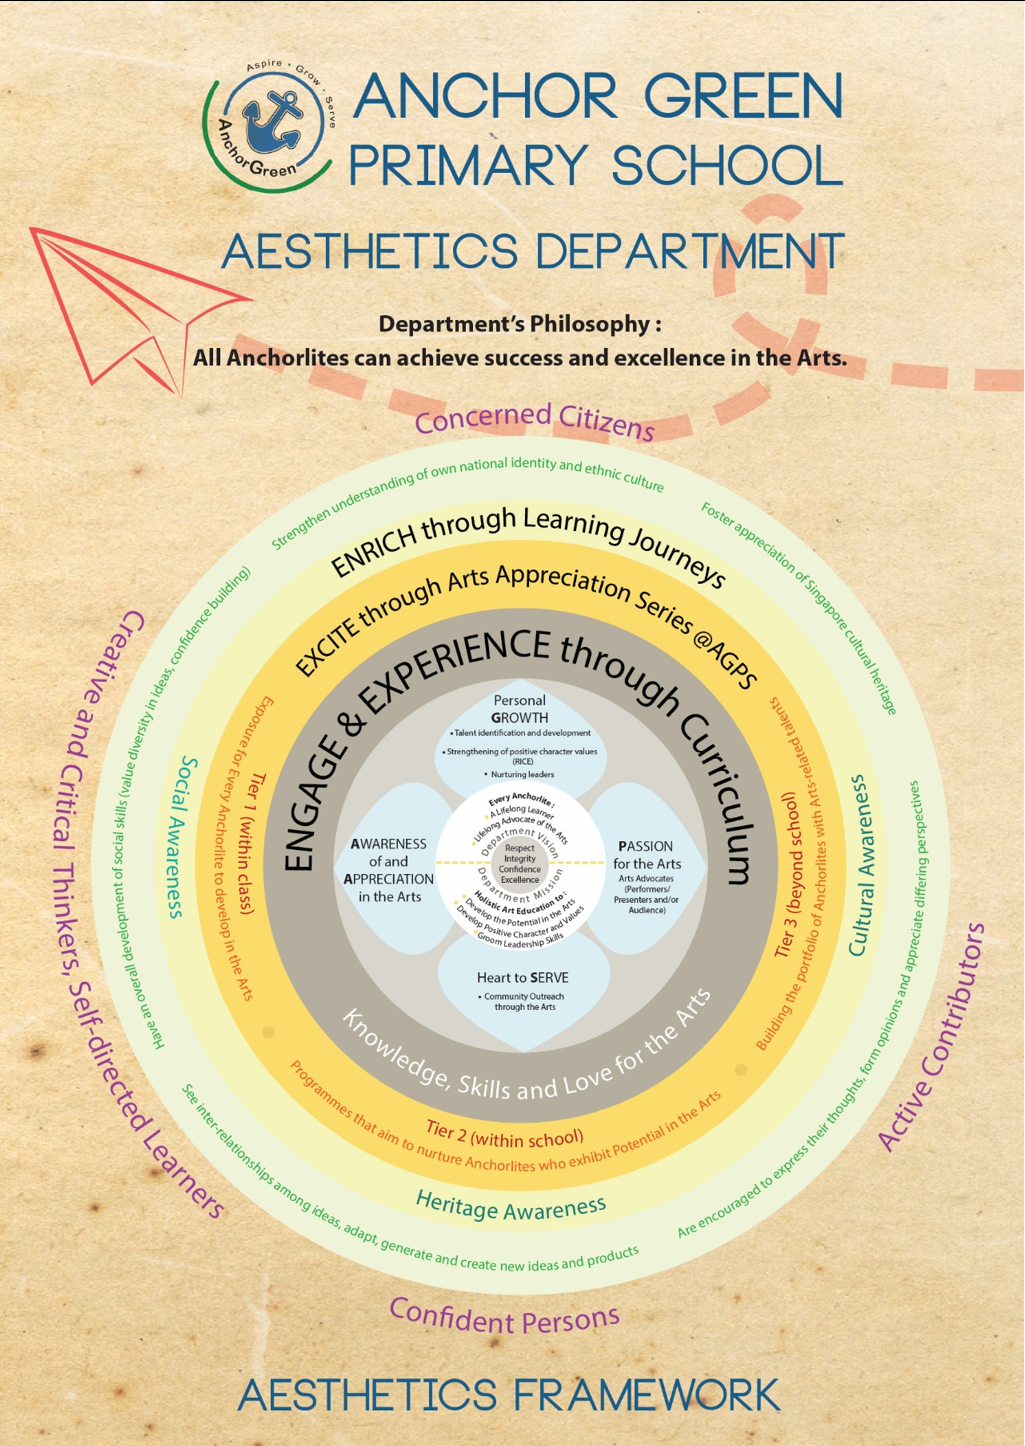 Aspire • Grow • Serve
AnchorGreen
ANCHOR GREEN
PRIMARY SCHOOL
AESTHETICS DEPARTMENT
Department's Philosophy :
All Anchorlites can achieve success and excellence in the Arts.
Concerned Citizens
Creative and Critical Thinkers, Self-directed Learners
Active Contributors
Confident Persons
Strengthen understanding of own national identity and ethnic culture
Foster appreciation of Singapore cultural heritage
Have an overall development of social skills (value diversity in ideas, confidence building)
Are encouraged to express their thoughts, form opinions and appreciate differing perspectives
See inter-relationships among ideas, adapt, generate and create new ideas and products
ENRICH through Learning Journeys
Social Awareness
Cultural Awareness
Heritage Awareness
EXCITE through Arts Appreciation Series @AGPS
Tier 1 (within class)
Exposure for Every Anchorlite to develop in the Arts
Tier 3 (beyond school)
Building the portfolio of Anchorlites with Arts-related talents
Tier 2 (within school)
Programmes that aim to nurture Anchorlites who exhibit Potential in the Arts
ENGAGE & EXPERIENCE through Curriculum
Knowledge, Skills and Love for the Arts
Personal
GROWTH
• Talent identification and development
• Strengthening of positive character values
(RICE)
• Nurturing leaders
AWARENESS
of and
APPRECIATION
in the Arts
PASSION
for the Arts
Arts Advocates
(Performers/
Presenters and/or
Audience)
Heart to SERVE
• Community Outreach
through the Arts
Every Anchorlite :
A Lifelong Learner
Lifelong Advocate of the Arts
Department Vision
Respect
Integrity
Confidence
Excellence
Department Mission
Holistic Art Education to :
Develop the Potential in the Arts
Develop Positive Character and Values
Groom Leadership Skills
AESTHETICS FRAMEWORK